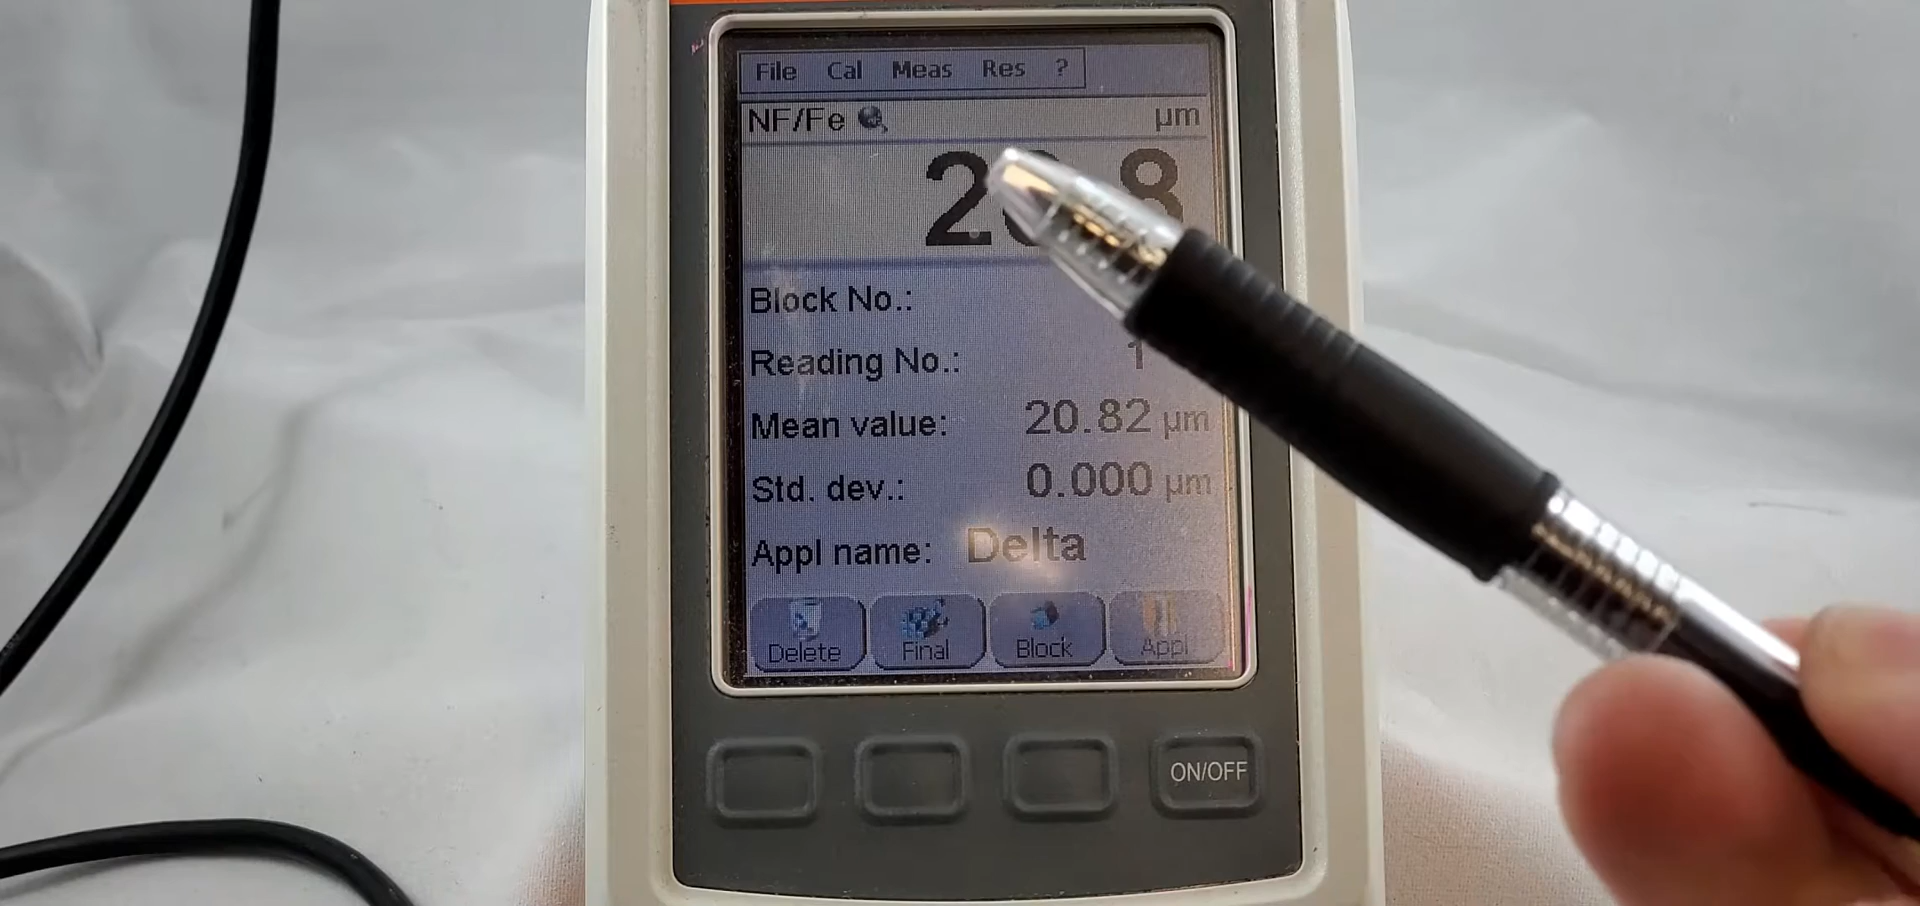 File Cal Meas Res ?
NF/Fe µm
Block No.:
Reading No.: 1
Mean value: 20.82 µm
Std. dev.: 0.000 µm
Appl name: Delta
Delete Final Block Appl
ON/OFF